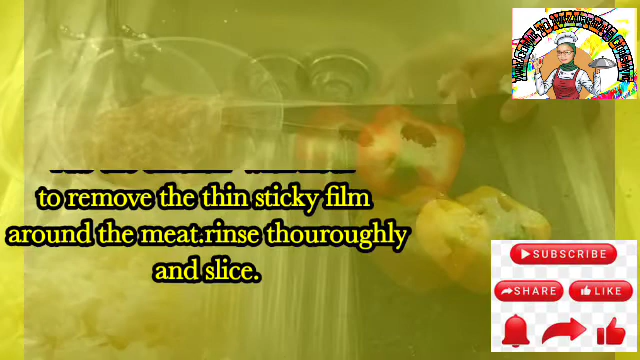 to remove the thin sticky film
around the meat.rinse thouroughly
and slice.
SUBSCRIBE
SHARE
LIKE